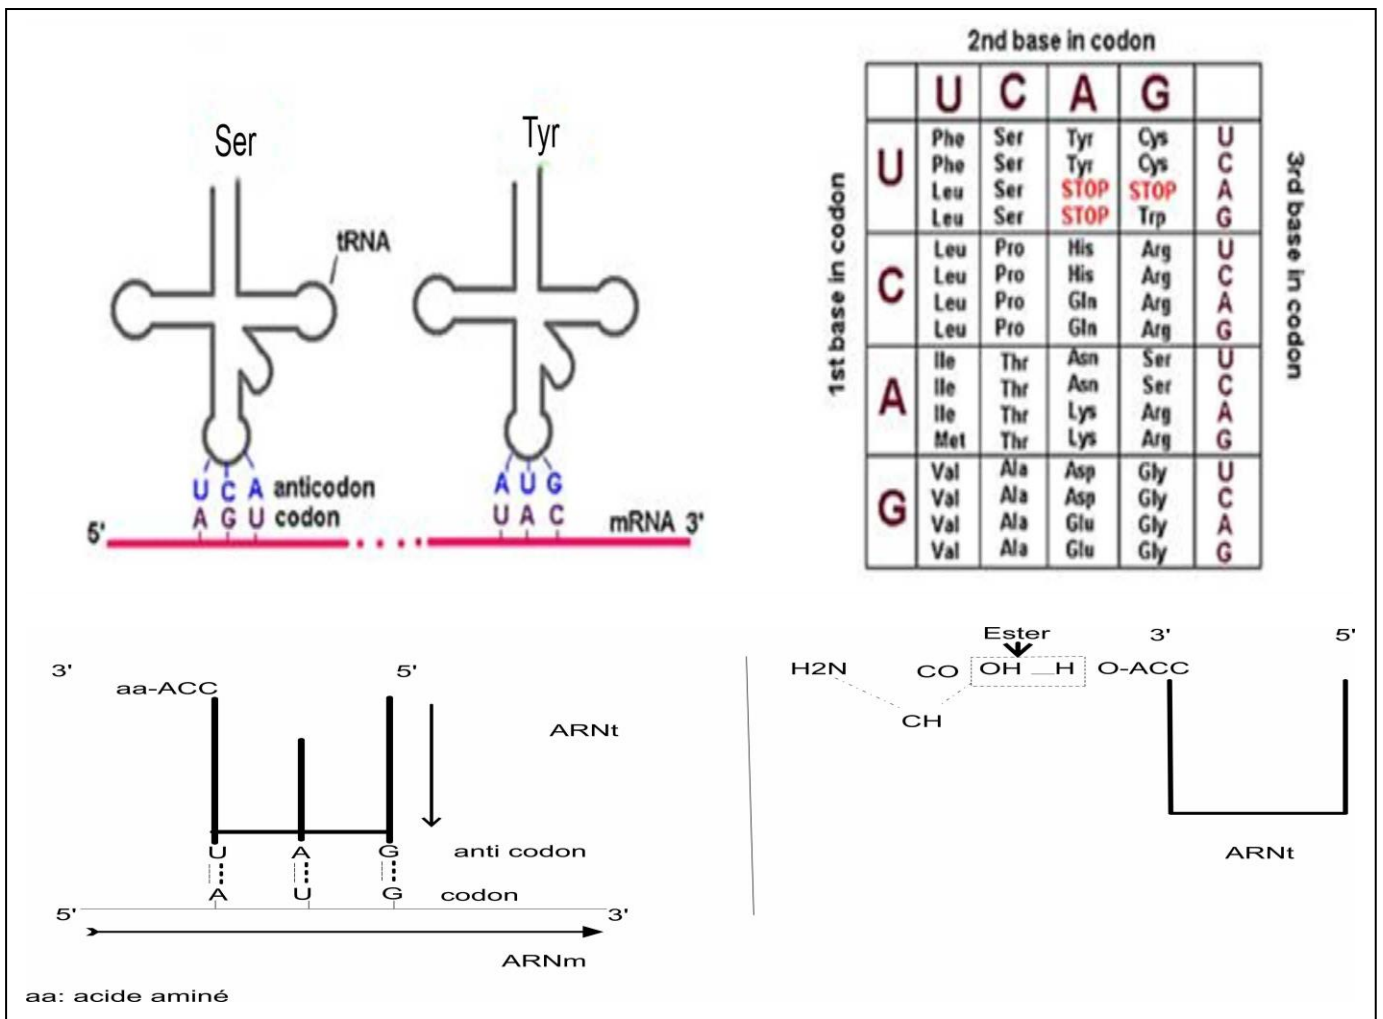 Ser
Tyr
tRNA
U C A anticodon
A G U codon
A U G
U A C
5'
mRNA 3'
2nd base in codon
U C A G
1st base in codon
3rd base in codon
U
Phe Ser Tyr Cys U
Phe Ser Tyr Cys C
Leu Ser STOP STOP A
Leu Ser STOP Trp G
C
Leu Pro His Arg U
Leu Pro His Arg C
Leu Pro Gln Arg A
Leu Pro Gln Arg G
A
Ile Thr Asn Ser U
Ile Thr Asn Ser C
Ile Thr Lys Arg A
Met Thr Lys Arg G
G
Val Ala Asp Gly U
Val Ala Asp Gly C
Val Ala Glu Gly A
Val Ala Glu Gly G
3' 5'
aa-ACC
ARNt
U A G anti codon
A U G codon
5' 3'
ARNm
aa: acide aminé
Ester
3' 5'
H2N CO OH H O-ACC
CH
ARNt